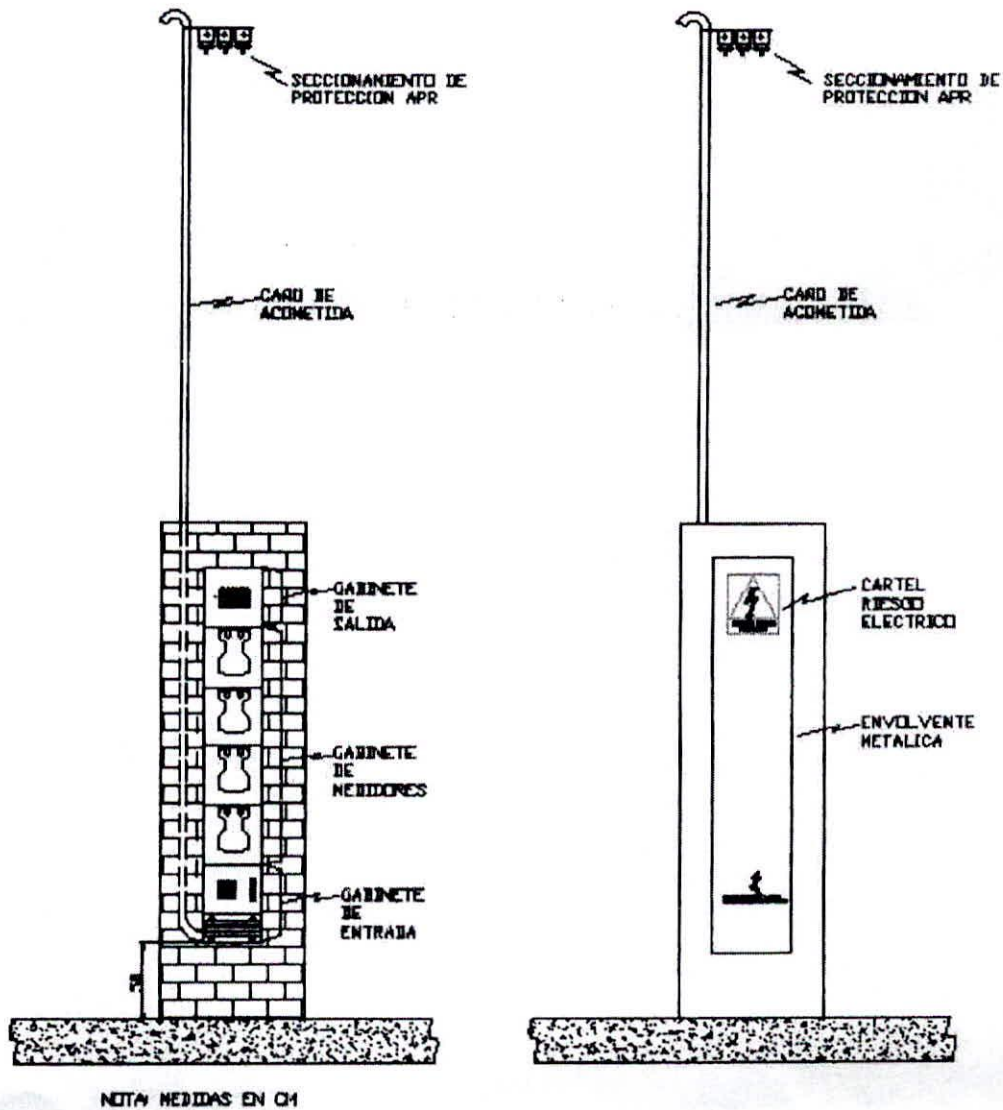 SECCIONAMIENTO DE
PROTECCION APR
CAÑO DE
ACOMETIDA
GABINETE
DE
SALIDA
GABINETE
DE
MEDIDORES
GABINETE
DE
ENTRADA
NOTA: MEDIDAS EN CM
SECCIONAMIENTO DE
PROTECCION APR
CAÑO DE
ACOMETIDA
CARTEL
RIESGO
ELECTRICO
ENVOLVENTE
METALICA